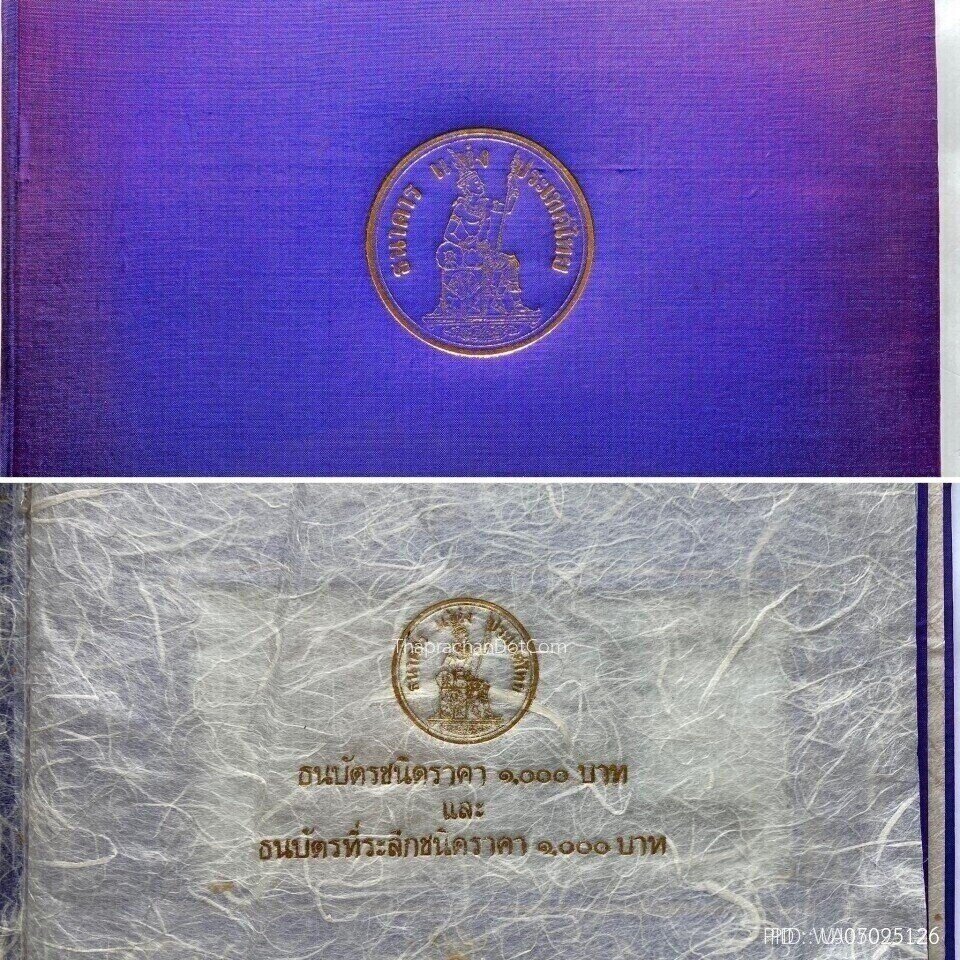 ธนาคาร แห่ง ประเทศไทย
ธนาคาร แห่ง ประเทศไทย
ThaprachanDotCom
ธนบัตรชนิดราคา ๑,๐๐๐ บาท
และ
ธนบัตรที่ระลึกชนิดราคา ๑,๐๐๐ บาท